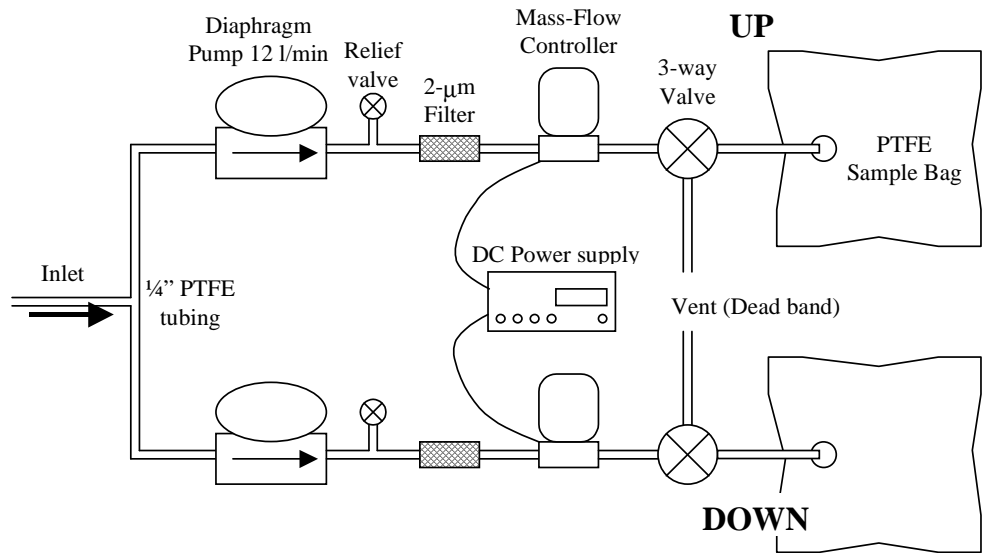 Diaphragm
Pump 12 l/min
Relief
valve
2-μm
Filter
Mass-Flow
Controller
UP
3-way
Valve
PTFE
Sample Bag
Inlet
¼” PTFE
tubing
DC Power supply
Vent (Dead band)
DOWN